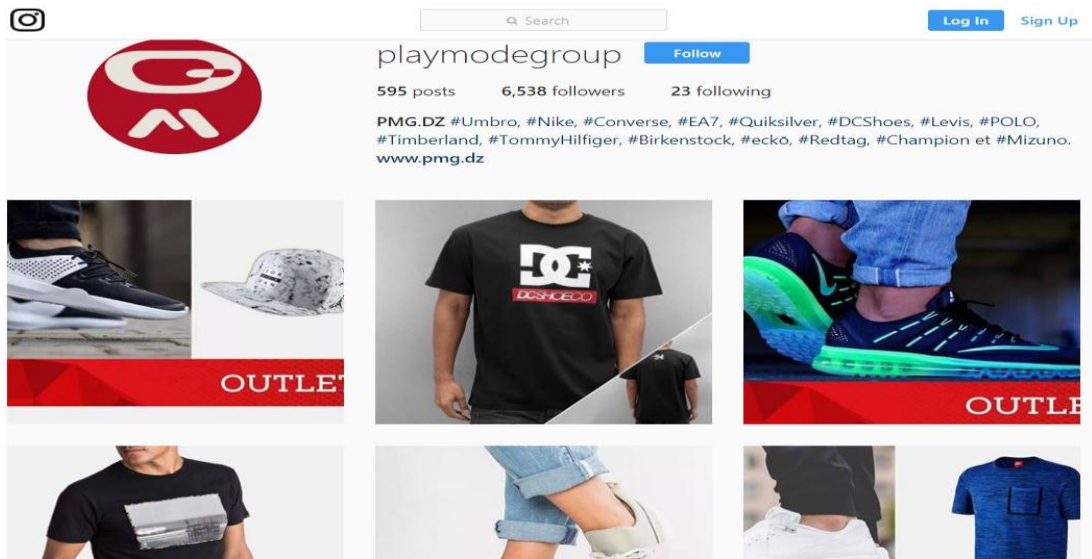 Search
Log In
Sign Up
playmodegroup
Follow
595 posts 6,538 followers 23 following
PMG.DZ #Umbro, #Nike, #Converse, #EA7, #Quiksilver, #DCShoes, #Levis, #POLO,
#Timberland, #TommyHilfiger, #Birkenstock, #eckō, #Redtag, #Champion et #Mizuno.
www.pmg.dz
OUTLET
DC
DCSHOECO
94
OUTLE